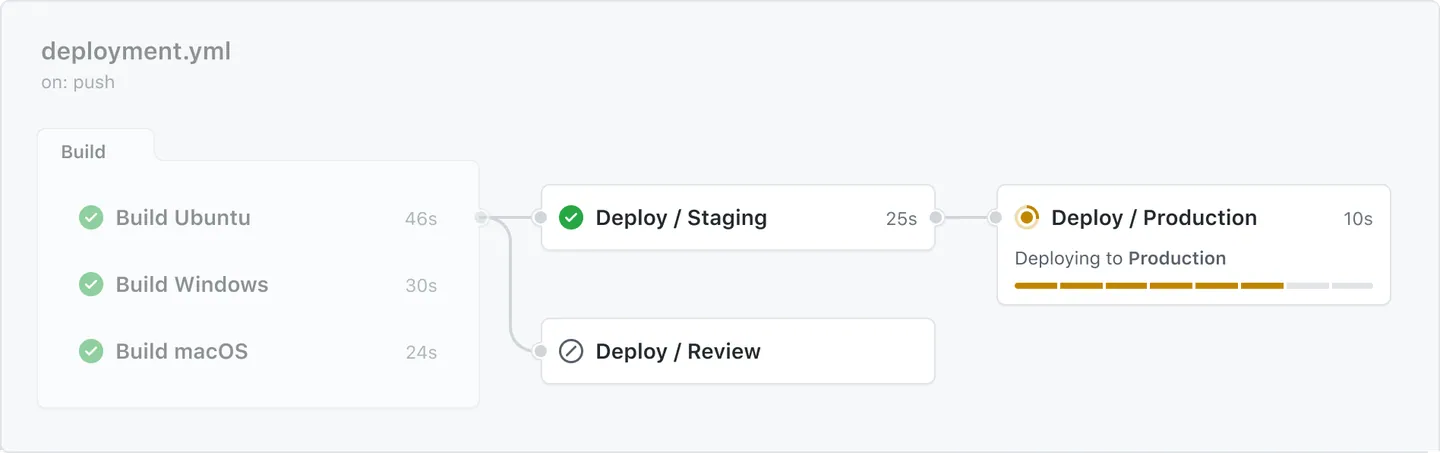 deployment.yml
on: push
Build
Build Ubuntu 46s
Build Windows 30s
Build macOS 24s
Deploy / Staging 25s
Deploy / Review
Deploy / Production 10s
Deploying to Production